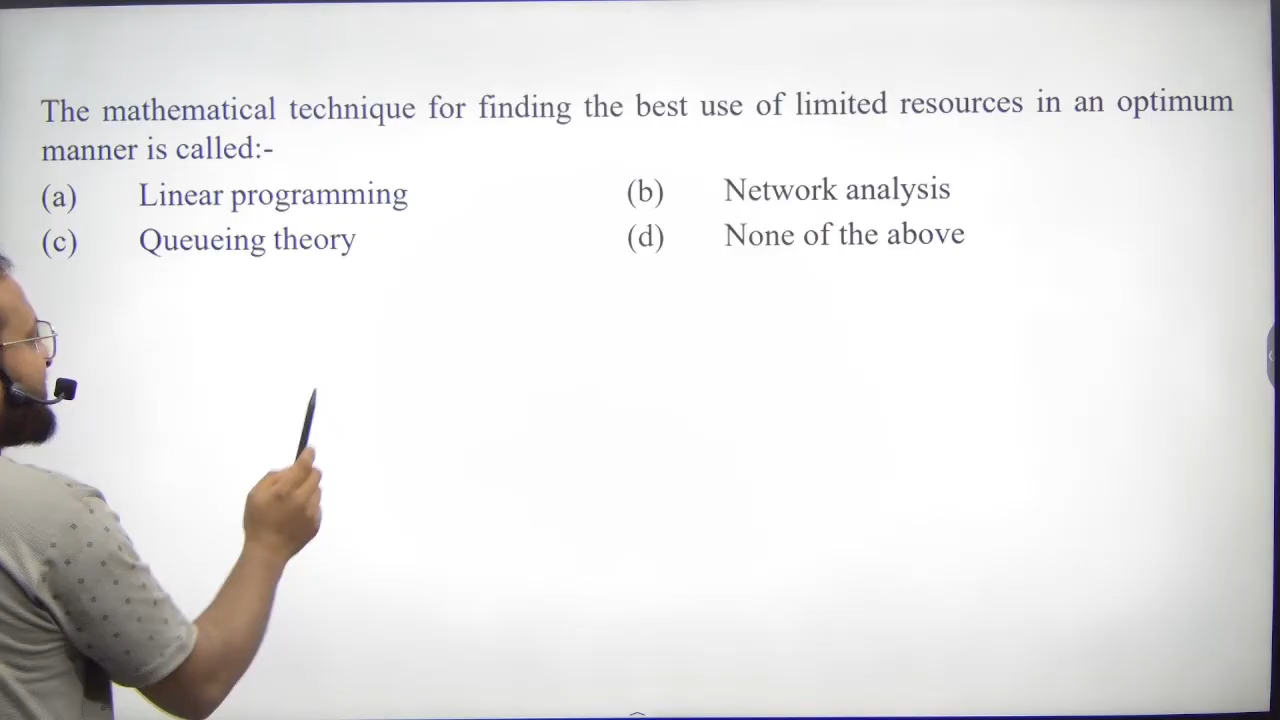 The mathematical technique for finding the best use of limited resources in an optimum
manner is called:-
(a) Linear programming (b) Network analysis
(c) Queueing theory (d) None of the above